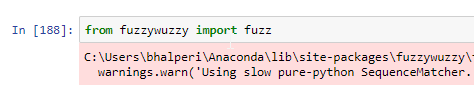 In [188]: from fuzzywuzzy import fuzz
C:\Users\bhalperi\Anaconda\lib\site-packages\fuzzywuzzy\
warnings.warn('Using slow pure-python SequenceMatcher.